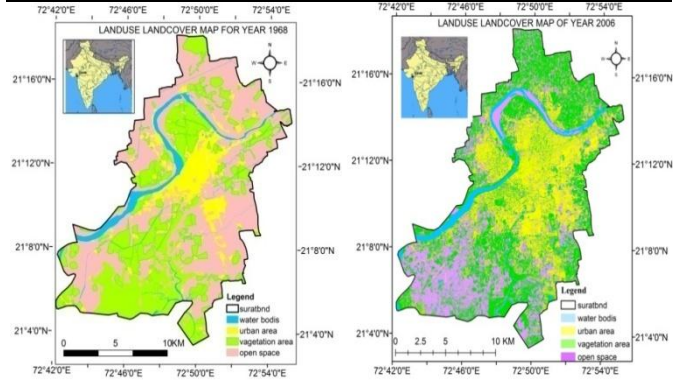 72°42'0"E 72°46'0"E 72°50'0"E 72°54'0"E
LANDUSE LANDCOVER MAP FOR YEAR 1968
N
W E
S
21°16'0"N 21°16'0"N
21°12'0"N 21°12'0"N
21°8'0"N 21°8'0"N
21°4'0"N 21°4'0"N
Legend
suratbnd
water bodis
urban area
vagetation area
open space
0 5 10KM
72°42'0"E 72°46'0"E 72°50'0"E 72°54'0"E
72°42'0"E 72°46'0"E 72°50'0"E 72°54'0"E
LANDUSE LANDCOVER MAP OF YEAR 2006
N
W E
S
21°16'0"N 21°16'0"N
21°12'0"N 21°12'0"N
21°8'0"N 21°8'0"N
21°4'0"N 21°4'0"N
Legend
suratbnd
water bodis
urban area
vagetation area
open space
0 2.5 5 10 KM
72°42'0"E 72°46'0"E 72°50'0"E 72°54'0"E